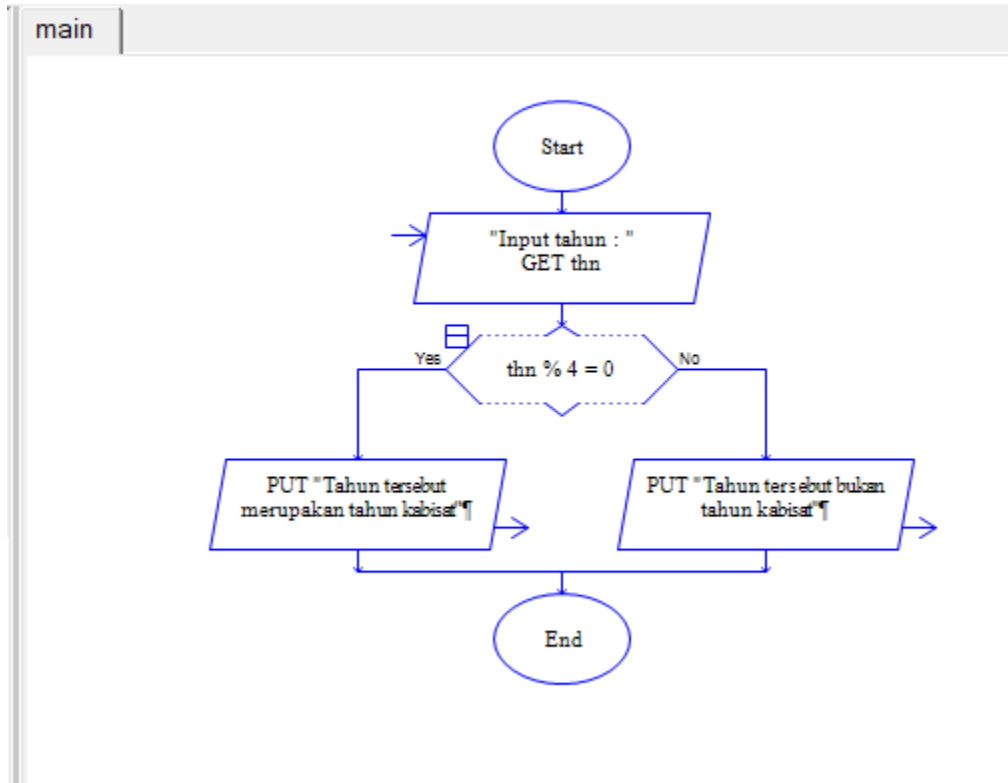 main
Start
"Input tahun : "
GET thn
Yes
thn % 4 = 0
No
PUT "Tahun tersebut
merupakan tahun kabisat"¶
PUT "Tahun tersebut bukan
tahun kabisat"¶
End